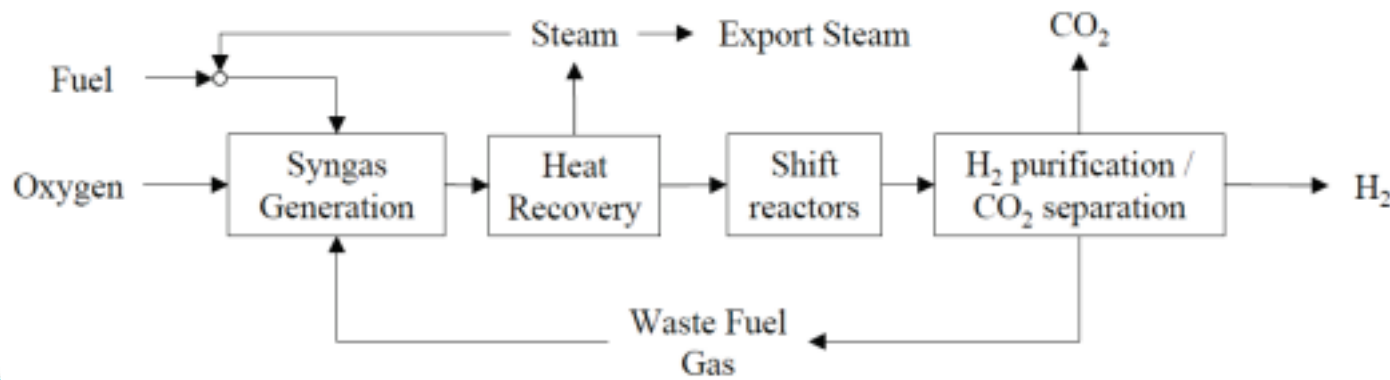 Steam
Export Steam
CO₂
Fuel
Oxygen
Syngas
Generation
Heat
Recovery
Shift
reactors
H₂ purification /
CO₂ separation
H₂
Waste Fuel
Gas